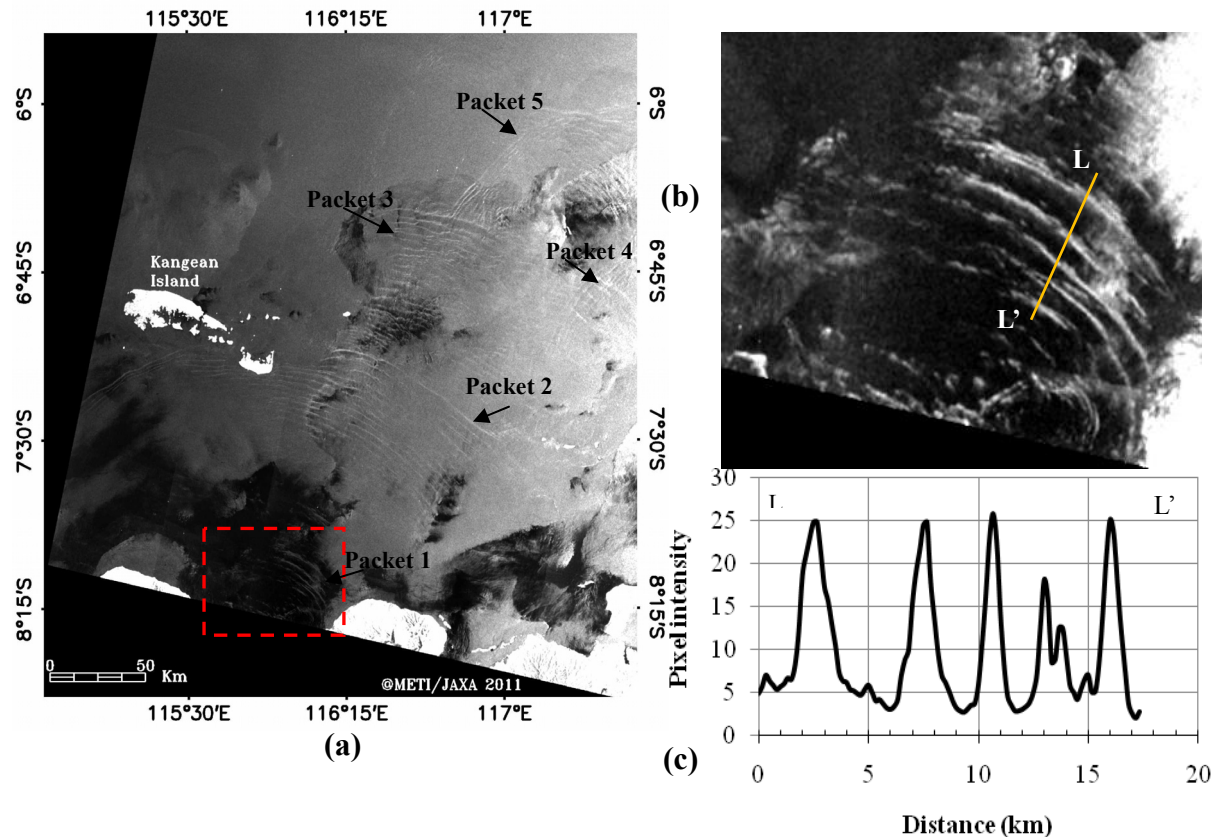 115°30′E 116°15′E 117°E
6°S 6°S
Packet 5
Packet 3
Packet 4
Kangean
Island
6°45′S 6°45′S
Packet 2
7°30′S 7°30′S
Packet 1
8°15′S 8°15′S
0 50
Km
@METI/JAXA 2011
115°30′E 116°15′E 117°E
(a)
L
(b)
L’
30
L L’
25
20
15
10
5
0
Pixel intensity
0 5 10 15 20
(c)
Distance (km)